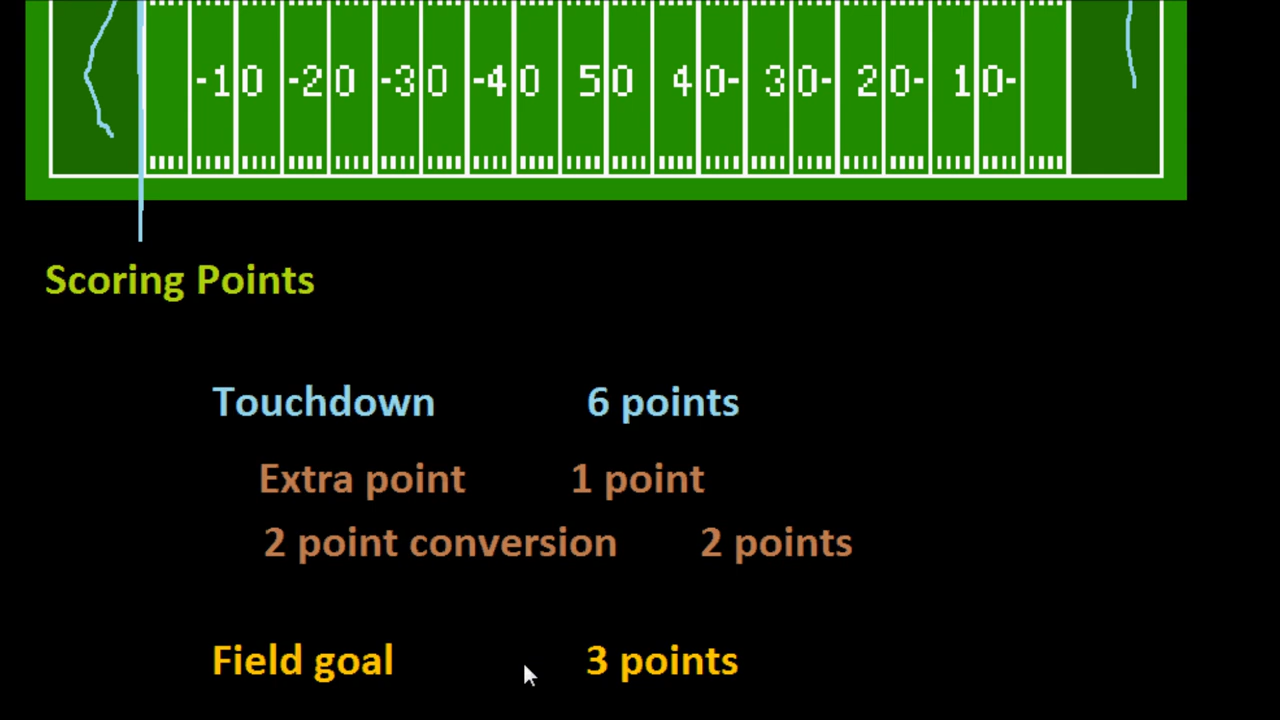 -10 -20 -30 -40 50 40- 30- 20- 10-
Scoring Points
Touchdown 6 points
Extra point 1 point
2 point conversion 2 points
Field goal 3 points